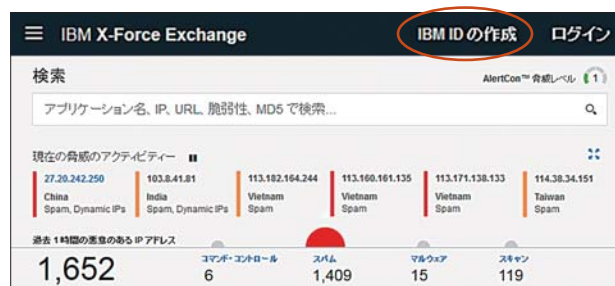 IBM X-Force Exchange IBM IDの作成 ログイン
検索 AlertCon™ 脅威レベル 1
アプリケーション名、IP、URL、脆弱性、MD5 で検索...
現在の脅威のアクティビティー
27.20.242.250 103.8.41.81 113.182.164.244 113.160.161.135 113.171.138.133 114.38.34.151
China India Vietnam Vietnam Vietnam Taiwan
Spam, Dynamic IPs Spam, Dynamic IPs Spam Spam Spam Spam
過去 1 時間の悪意のある IP アドレス
コマンド・コントロール スパム マルウェア スキャン
1,652 6 1,409 15 119